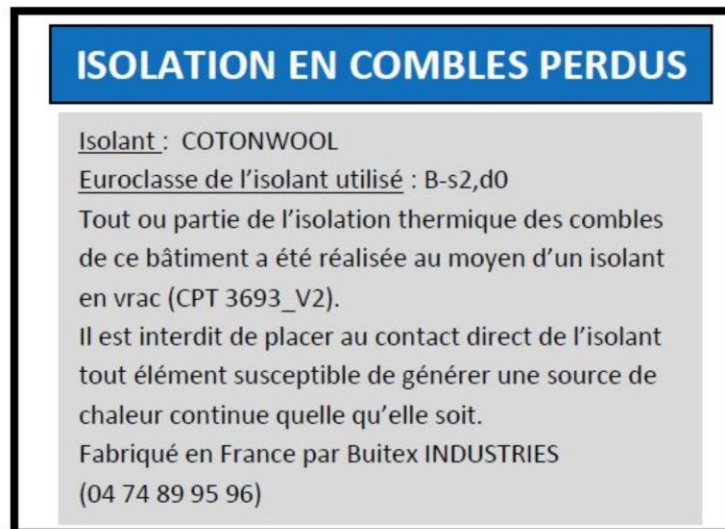 ISOLATION EN COMBLES PERDUS
Isolant : COTONWOOL
Euroclasse de l'isolant utilisé : B-s2,d0
Tout ou partie de l'isolation thermique des combles
de ce bâtiment a été réalisée au moyen d'un isolant
en vrac (CPT 3693_V2).
Il est interdit de placer au contact direct de l'isolant
tout élément susceptible de générer une source de
chaleur continue quelle qu'elle soit.
Fabriqué en France par Buitex INDUSTRIES
(04 74 89 95 96)